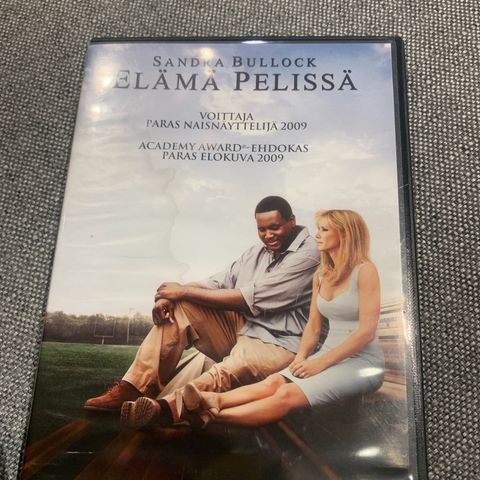 SANDRA BULLOCK
ELÄMÄ PELISSÄ
VOITTAJA
PARAS NAISNÄYTTELIJÄ 2009
ACADEMY AWARD®-EHDOKAS
PARAS ELOKUVA 2009